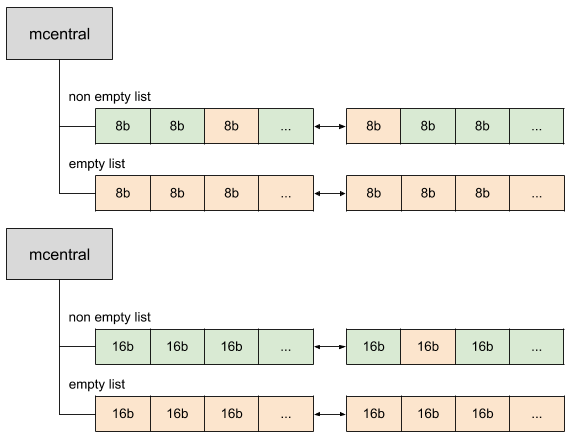 mcentral
non empty list
8b 8b 8b ... 8b 8b 8b ...
empty list
8b 8b 8b ... 8b 8b 8b ...
mcentral
non empty list
16b 16b 16b ... 16b 16b 16b ...
empty list
16b 16b 16b ... 16b 16b 16b ...